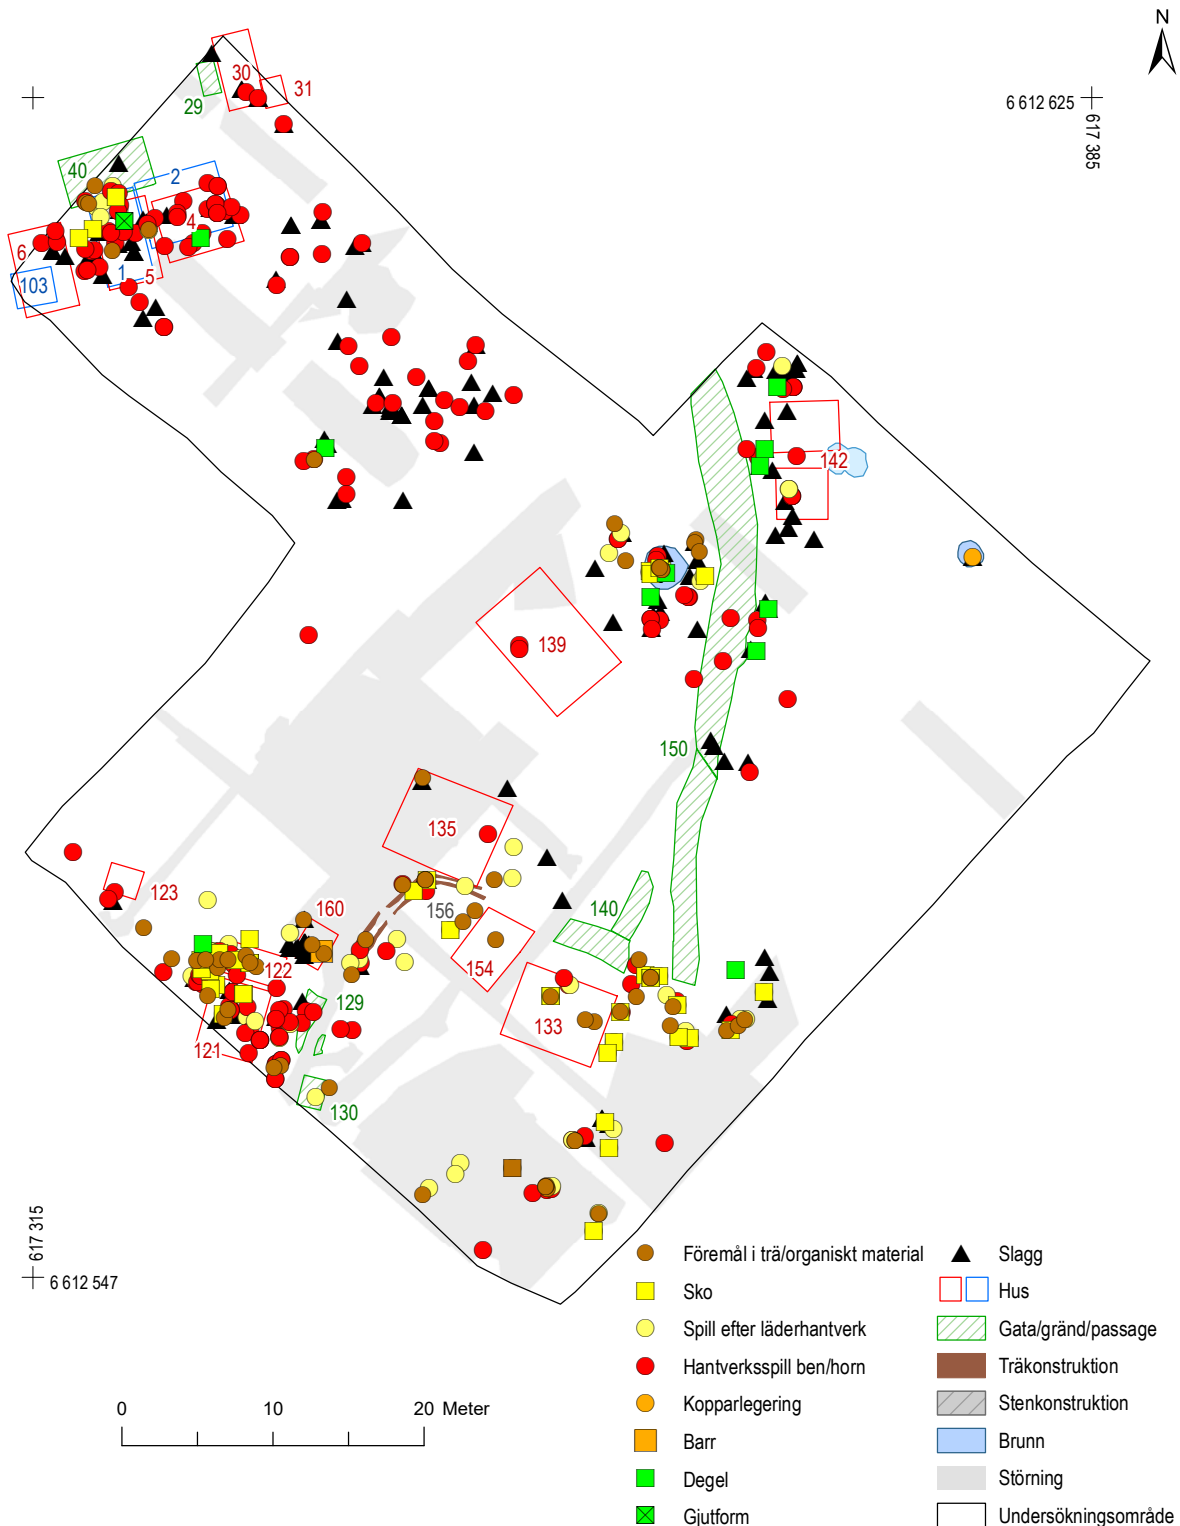 N
30
31
29
6 612 625
617 385
40
2
4
6
103
1
5
142
139
150
135
123
160
156
140
154
122
133
129
121
130
617 315
6 612 547
Föremål i trä/organiskt material
Sko
Spill efter läderhantverk
Hantverksspill ben/horn
Kopparlegering
Barr
Degel
Gjutform
Slagg
Hus
Gata/gränd/passage
Träkonstruktion
Stenkonstruktion
Brunn
Störning
Undersökningsområde
0 10 20 Meter